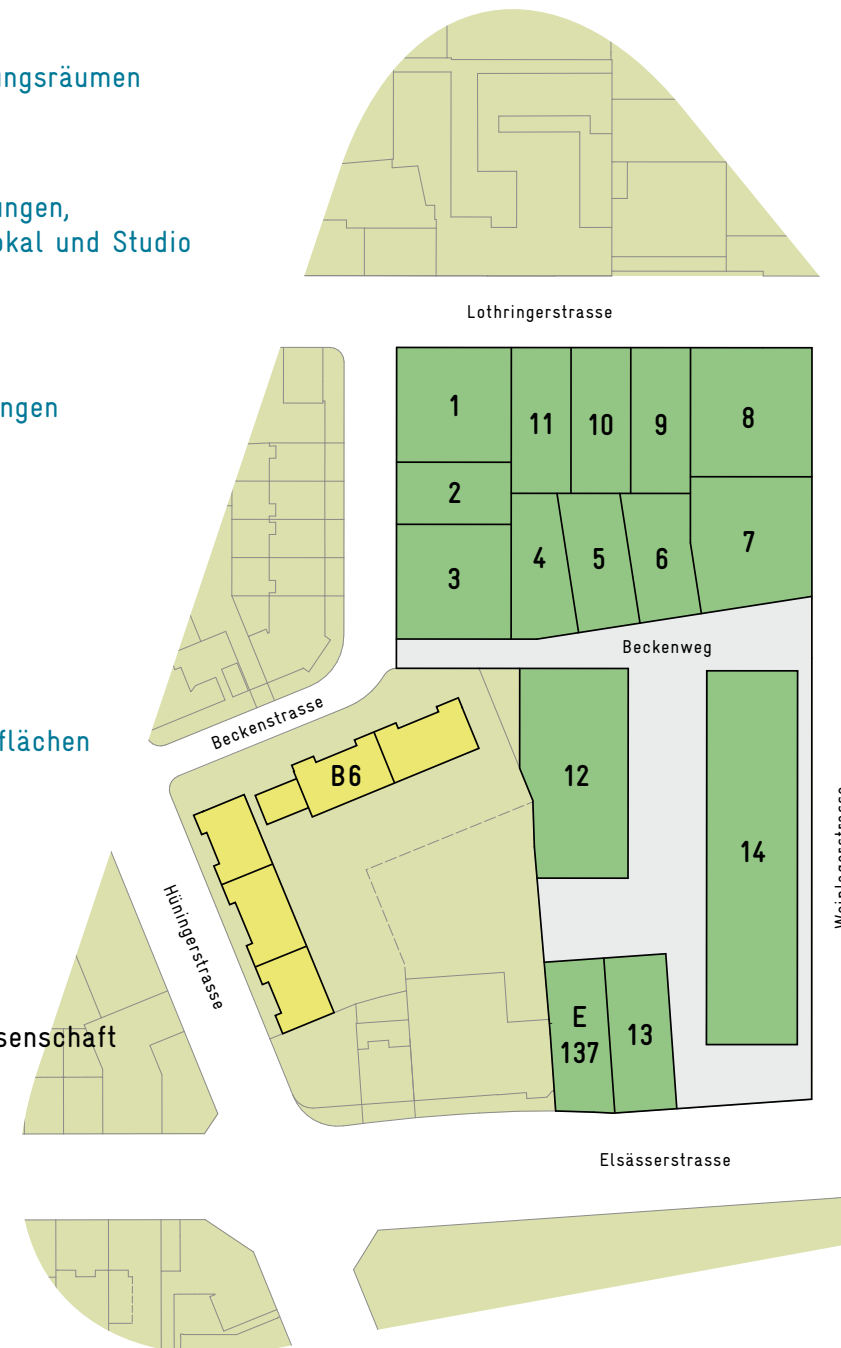 ungsräumen
ungen,
okal und Studio
Lothringerstrasse
ngen
1
11
10
9
8
2
3
4
5
6
7
Beckenweg
flächen
Beckenstrasse
B6
12
14
Hüningerstrasse
senschaft
E
137
13
Elsässerstrasse